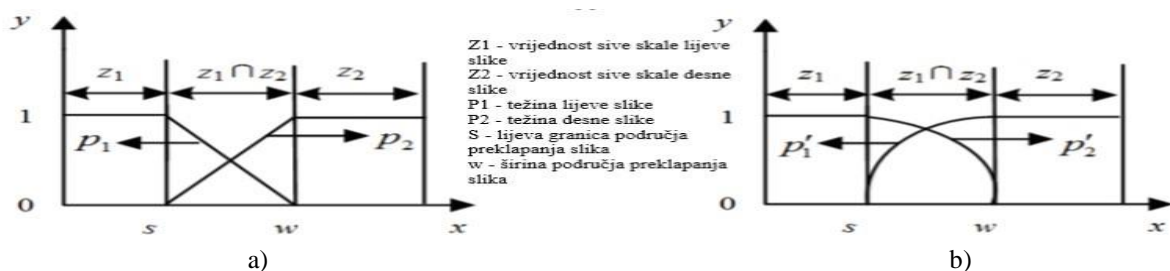 y
z₁
z₁ ∩ z₂
z₂
1
p₁
p₂
0
s
w
x
a)
Z1 - vrijednost sive skale lijeve
slike
Z2 - vrijednost sive skale desne
slike
P1 - težina lijeve slike
P2 - težina desne slike
S - lijeva granica područja
preklapanja slika
w - širina područja preklapanja
slika
y
z₁
z₁ ∩ z₂
z₂
1
p′₁
p′₂
0
s
w
x
b)